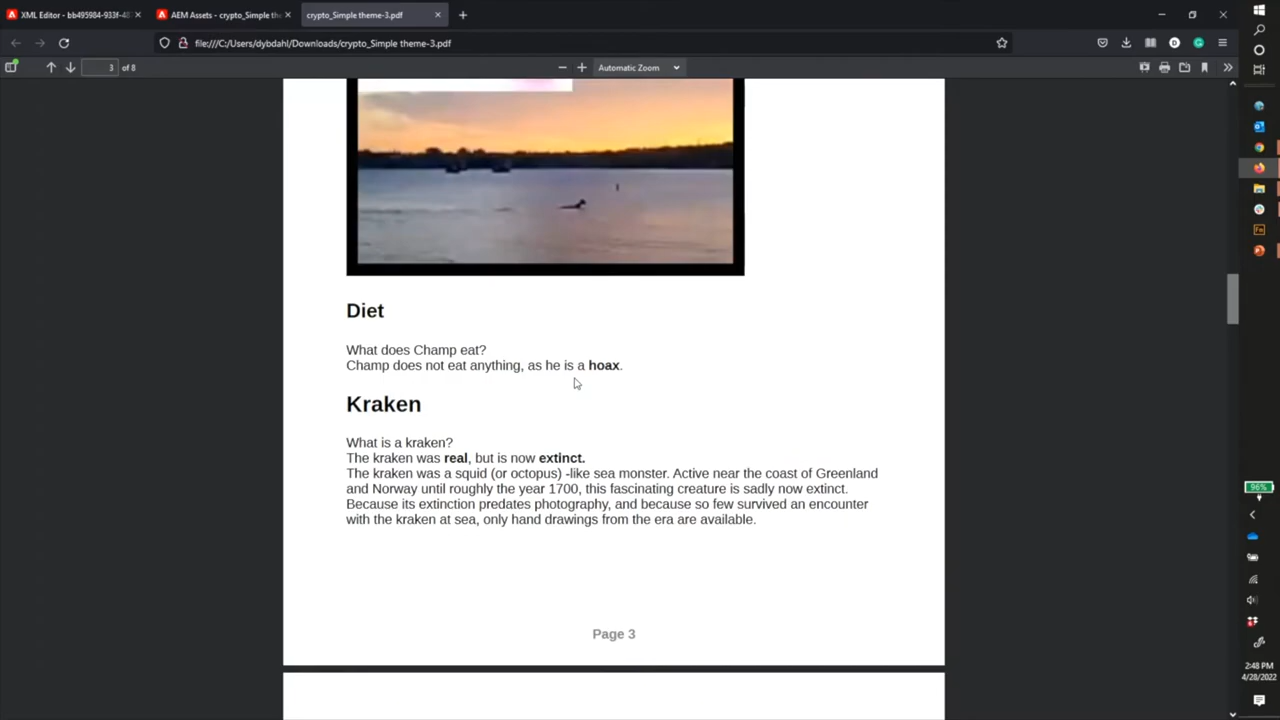 XML Editor - bb495984-933f-48
AEM Assets - crypto_Simple the
crypto_Simple theme-3.pdf
file:///C:/Users/dybdahl/Downloads/crypto_Simple theme-3.pdf
3 of 8
Automatic Zoom
Diet
What does Champ eat?
Champ does not eat anything, as he is a hoax.
Kraken
What is a kraken?
The kraken was real, but is now extinct.
The kraken was a squid (or octopus) -like sea monster. Active near the coast of Greenland
and Norway until roughly the year 1700, this fascinating creature is sadly now extinct.
Because its extinction predates photography, and because so few survived an encounter
with the kraken at sea, only hand drawings from the era are available.
Page 3
96%
2:48 PM
4/28/2022